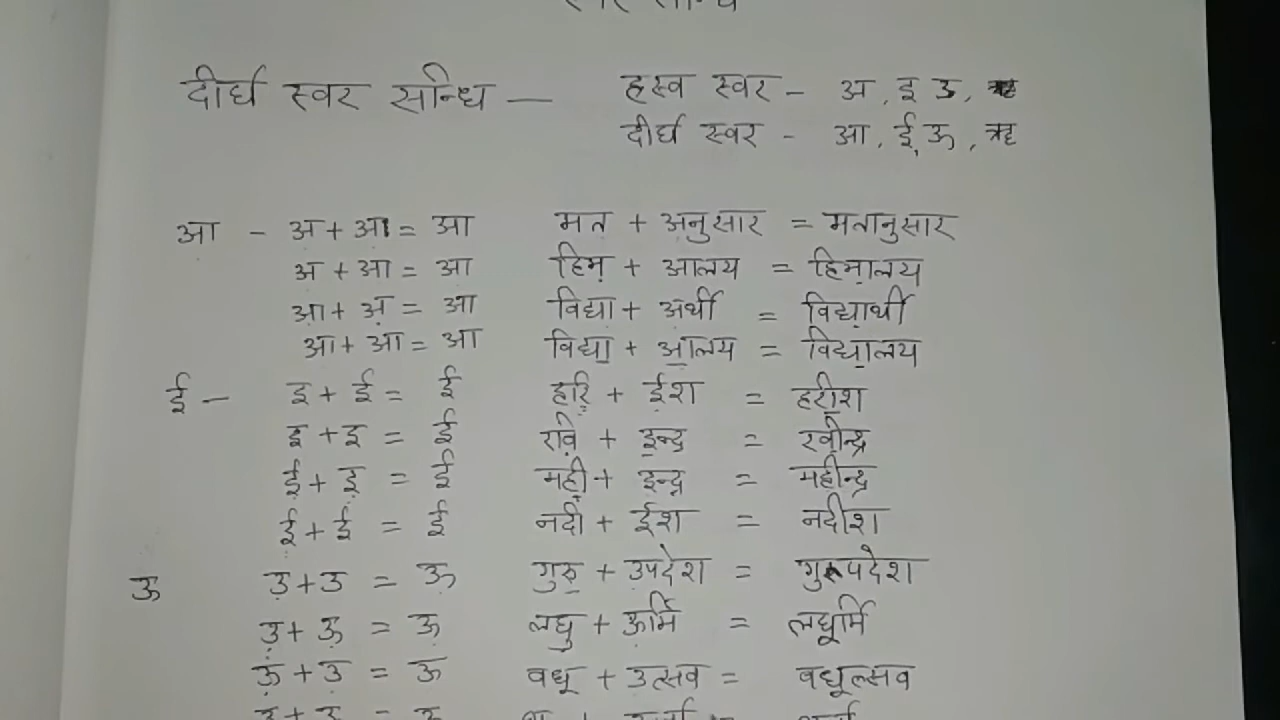 दीर्घ स्वर सन्धि — ह्रस्व स्वर - अ, इ उ, ऋ
दीर्घ स्वर - आ, ई, ऊ, ऋ
आ - अ + आ = आ मत + अनुसार = मतानुसार
अ + आ = आ हिम + आलय = हिमालय
आ + अ = आ विद्या + अर्थी = विद्यार्थी
आ + आ = आ विद्या + आलय = विद्यालय
ई - इ + ई = ई हरि + ईश = हरीश
इ + इ = ई रवि + इन्द्र = रवीन्द्र
ई + इ = ई मही + इन्द्र = महीन्द्र
ई + ई = ई नदी + ईश = नदीश
ऊ उ + उ = ऊ गुरु + उपदेश = गुरूपदेश
उ + ऊ = ऊ लघु + ऊर्मि = लघूर्मि
ऊ + उ = ऊ वधू + उत्सव = वधूत्सव